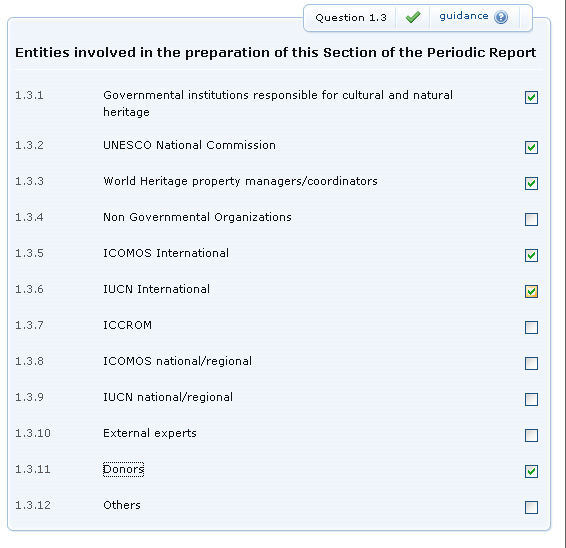 Question 1.3 guidance ?
Entities involved in the preparation of this Section of the Periodic Report
1.3.1 Governmental institutions responsible for cultural and natural
heritage
1.3.2 UNESCO National Commission
1.3.3 World Heritage property managers/coordinators
1.3.4 Non Governmental Organizations
1.3.5 ICOMOS International
1.3.6 IUCN International
1.3.7 ICCROM
1.3.8 ICOMOS national/regional
1.3.9 IUCN national/regional
1.3.10 External experts
1.3.11 Donors
1.3.12 Others